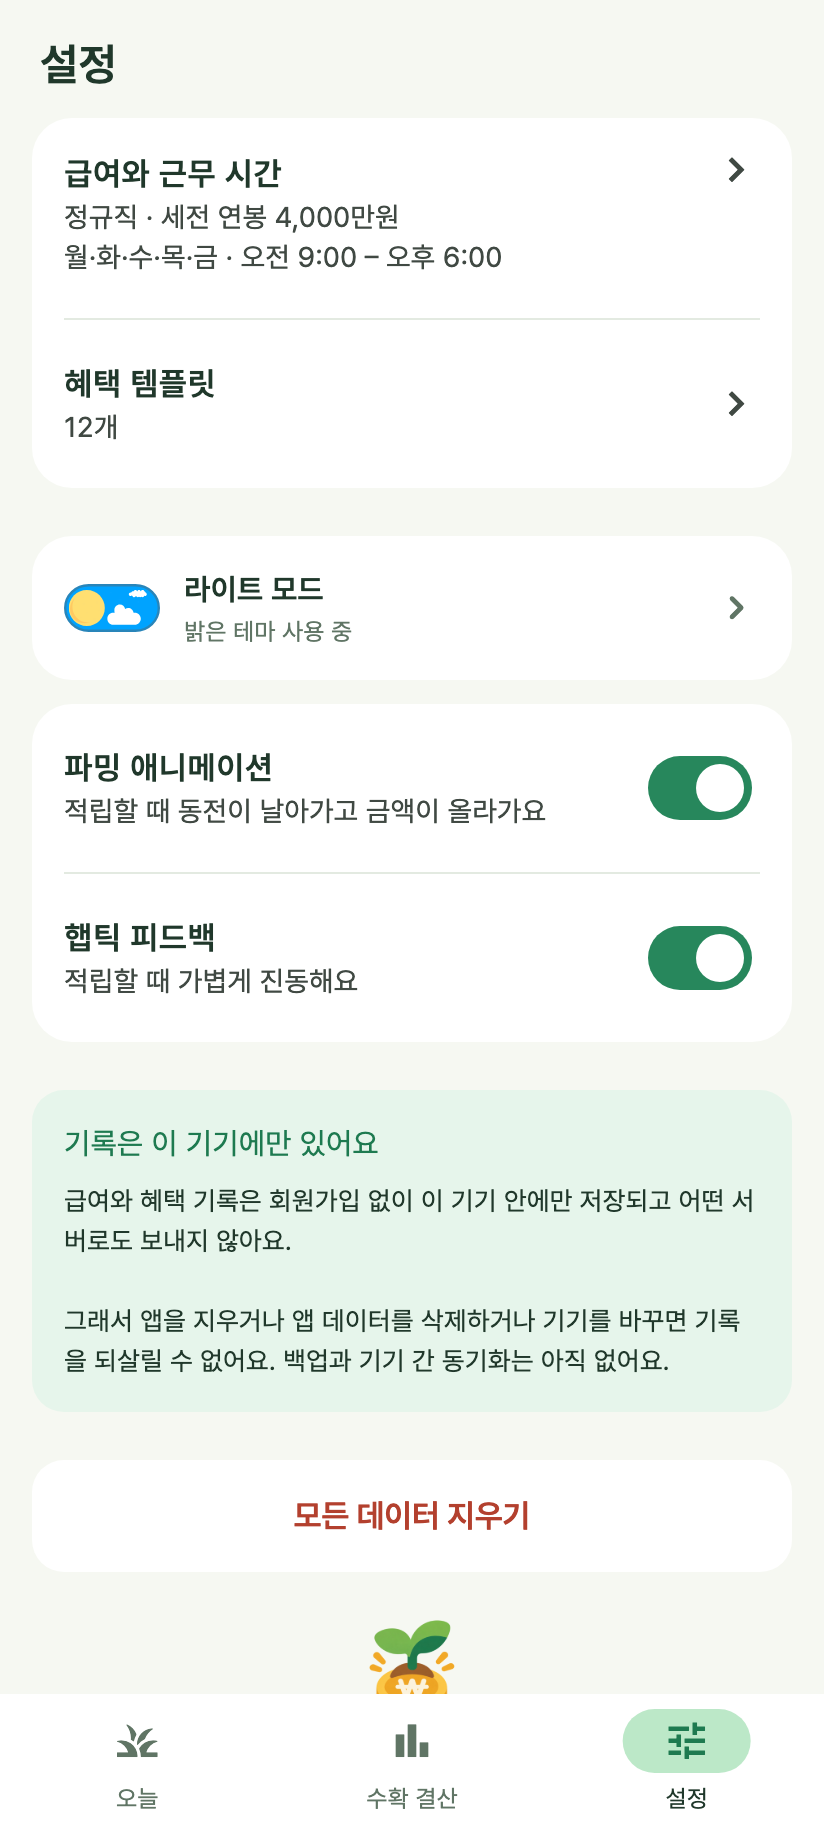 설정
급여와 근무 시간
정규직 · 세전 연봉 4,000만원
월·화·수·목·금 · 오전 9:00 – 오후 6:00
혜택 템플릿
12개
라이트 모드
밝은 테마 사용 중
파밍 애니메이션
적립할 때 동전이 날아가고 금액이 올라가요
햅틱 피드백
적립할 때 가볍게 진동해요
기록은 이 기기에만 있어요
급여와 혜택 기록은 회원가입 없이 이 기기 안에만 저장되고 어떤 서
버로도 보내지 않아요.
그래서 앱을 지우거나 앱 데이터를 삭제하거나 기기를 바꾸면 기록
을 되살릴 수 없어요. 백업과 기기 간 동기화는 아직 없어요.
모든 데이터 지우기
₩
오늘
수확 결산
설정